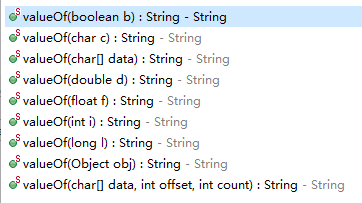 S valueOf(boolean b) : String - String
S valueOf(char c) : String - String
S valueOf(char[] data) : String - String
S valueOf(double d) : String - String
S valueOf(float f) : String - String
S valueOf(int i) : String - String
S valueOf(long l) : String - String
S valueOf(Object obj) : String - String
S valueOf(char[] data, int offset, int count) : String - String